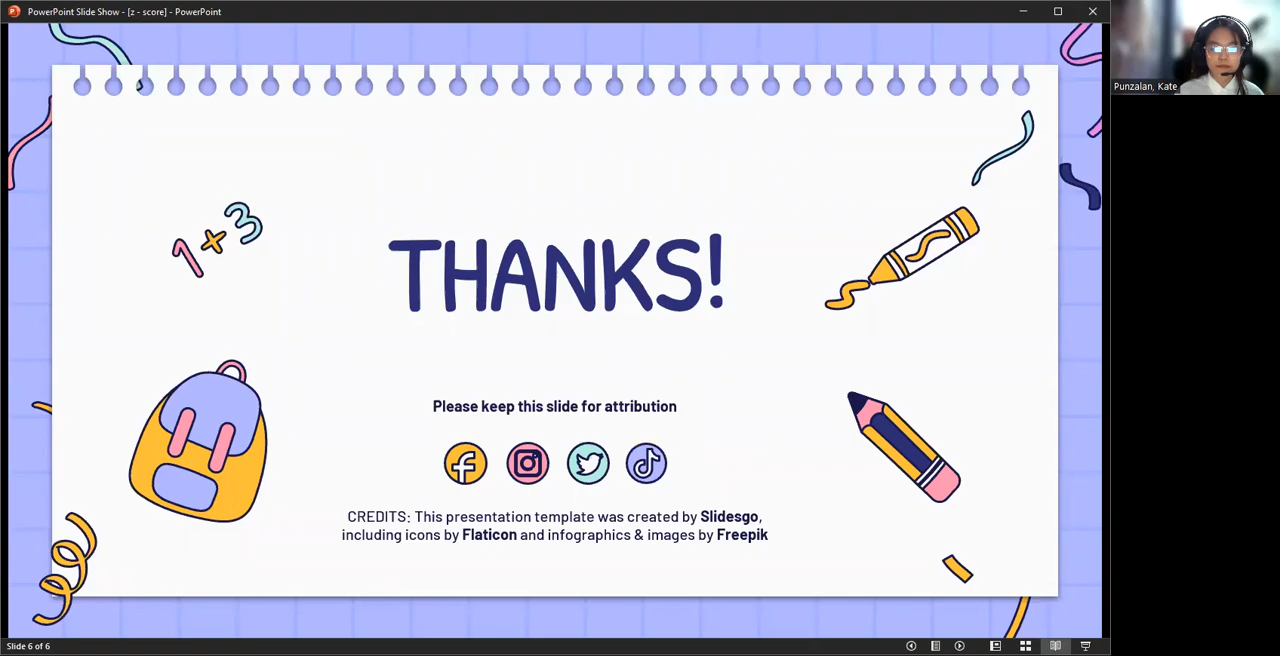 PowerPoint Slide Show - [z - score] - PowerPoint
Punzalan, Kate
1+3
THANKS!
Please keep this slide for attribution
CREDITS: This presentation template was created by Slidesgo,
including icons by Flaticon and infographics & images by Freepik
Slide 6 of 6